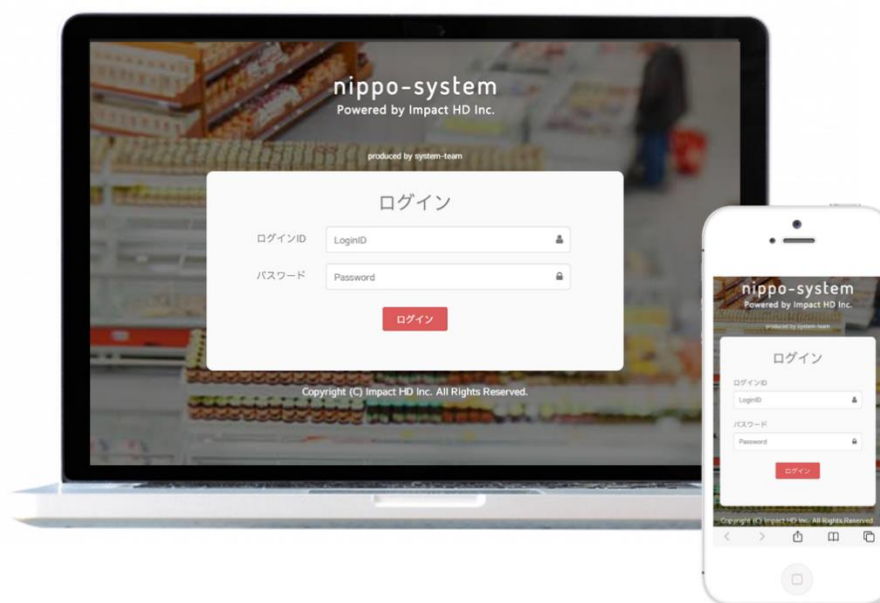 nippo-system
Powered by Impact HD Inc.
produced by system-team
ログイン
ログインID
LoginID
パスワード
Password
ログイン
Copyright (C) Impact HD Inc. All Rights Reserved.
nippo-system
Powered by Impact HD Inc.
produced by system-team
ログイン
ログインID
LoginID
パスワード
Password
ログイン
Copyright (C) Impact HD Inc. All Rights Reserved.